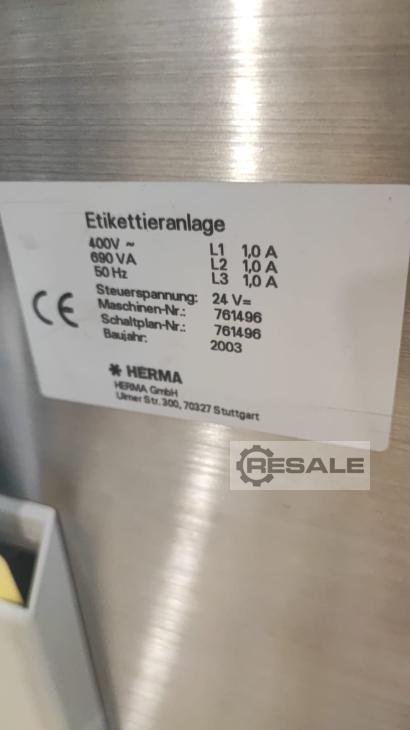 Etikettieranlage
400V ~ L1 1,0 A
690 VA L2 1,0 A
50 Hz L3 1,0 A
Steuerspannung: 24 V=
Maschinen-Nr.: 761496
Schaltplan-Nr.: 761496
Baujahr: 2003
CE
HERMA
HERMA GmbH
Ulmer Str. 300, 70327 Stuttgart
RESALE